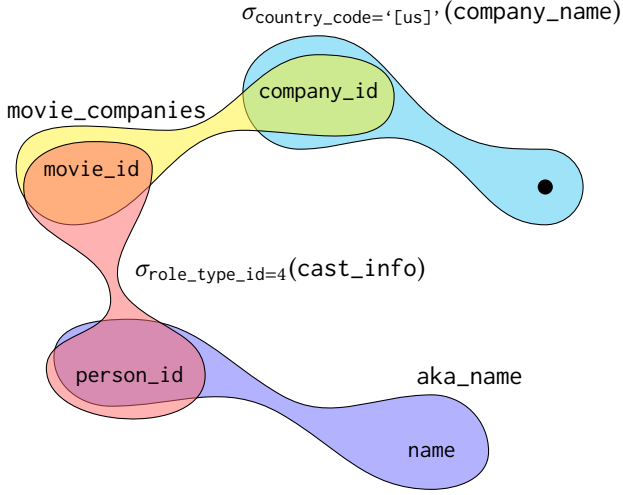 σcountry_code=‘[us]’(company_name)
company_id
movie_companies
movie_id
σrole_type_id=4(cast_info)
person_id
aka_name
name